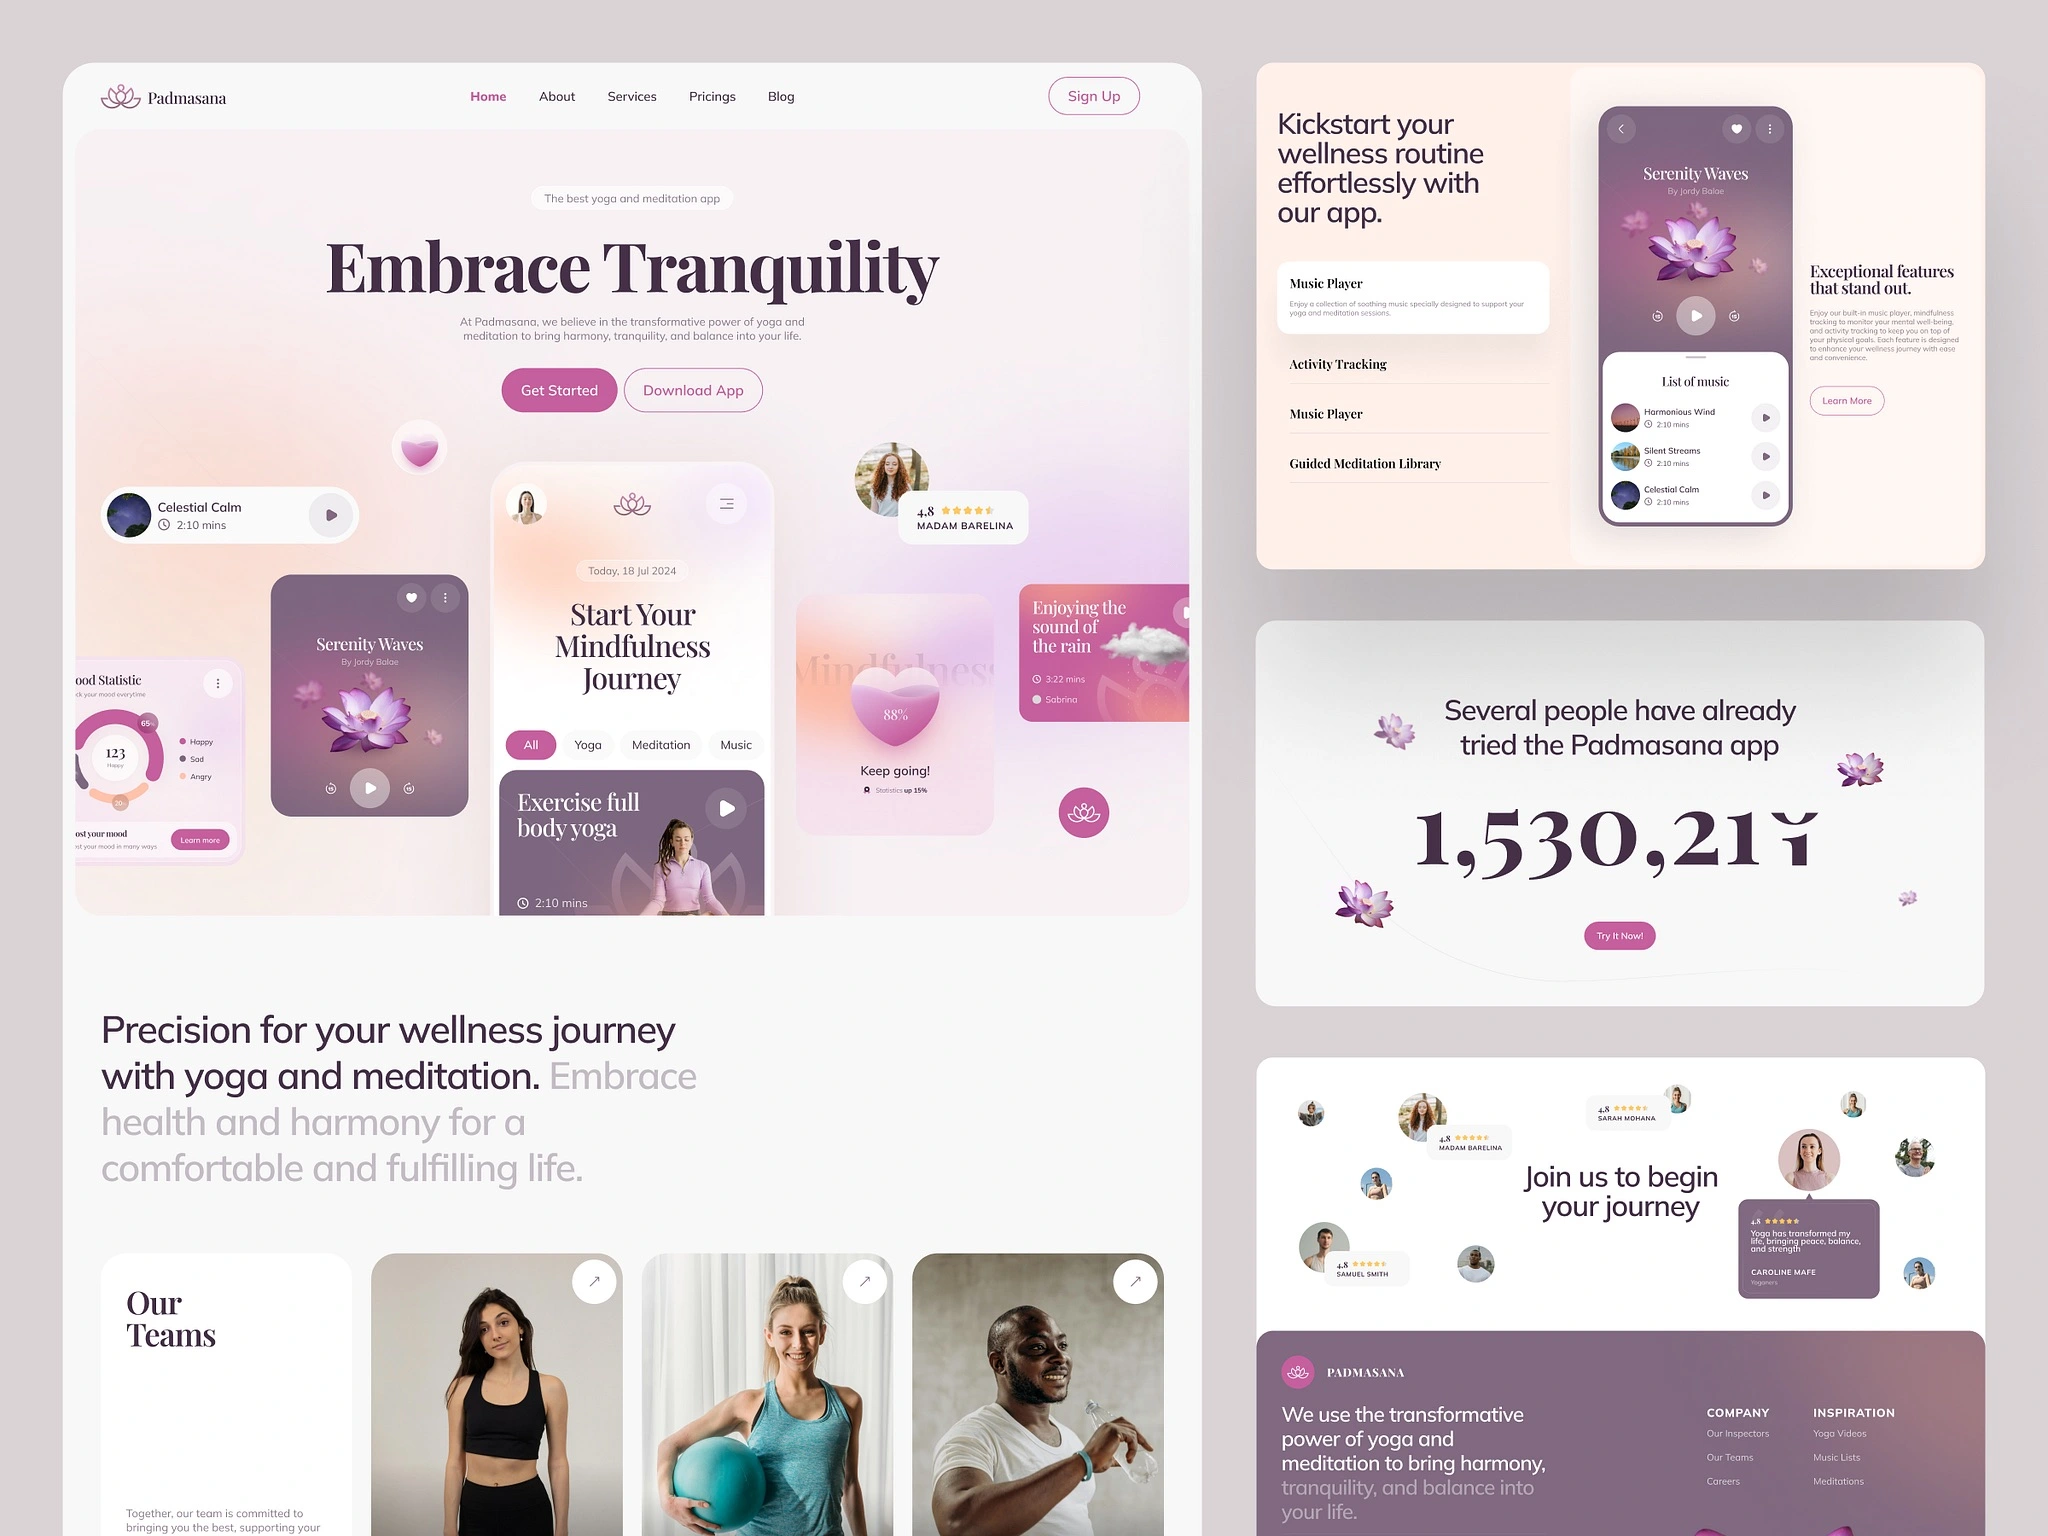 Padmasana
Home
About
Services
Pricings
Blog
Sign Up
The best yoga and meditation app
Embrace Tranquility
At Padmasana, we believe in the transformative power of yoga and
meditation to bring harmony, tranquility, and balance into your life.
Get Started
Download App
Celestial Calm
2:10 mins
4,8
MADAM BARELINA
ood Statistic
ck your mood everytime
65%
123
Happy
20%
Happy
Sad
Angry
ost your mood
st your mood in many ways
Learn more
Serenity Waves
By Jordy Balae
15
15
Today, 18 Jul 2024
Start Your
Mindfulness
Journey
All
Yoga
Meditation
Music
Exercise full
body yoga
2:10 mins
Mindfulness
88%
Keep going!
Statistics up 15%
Enjoying the
sound of
the rain
3:22 mins
Sabrina
Precision for your wellness journey
with yoga and meditation. Embrace
health and harmony for a
comfortable and fulfilling life.
Our
Teams
Together, our team is committed to
bringing you the best, supporting your
Kickstart your
wellness routine
effortlessly with
our app.
Music Player
Enjoy a collection of soothing music specially designed to support your
yoga and meditation sessions.
Activity Tracking
Music Player
Guided Meditation Library
Serenity Waves
By Jordy Balae
15
15
List of music
Harmonious Wind
2:10 mins
Silent Streams
2:10 mins
Celestial Calm
2:10 mins
Exceptional features
that stand out.
Enjoy our built-in music player, mindfulness
tracking to monitor your mental well-being,
and activity tracking to keep you on top of
your physical goals. Each feature is designed
to enhance your wellness journey with ease
and convenience.
Learn More
Several people have already
tried the Padmasana app
1,530,21
Try It Now!
4,8
SARAH MOHANA
4,8
MADAM BARELINA
Join us to begin
your journey
4,8
SAMUEL SMITH
4,8
Yoga has transformed my
life, bringing peace, balance,
and strength
CAROLINE MAFE
Yoganers
PADMASANA
We use the transformative
power of yoga and
meditation to bring harmony,
tranquility, and balance into
your life.
COMPANY
Our Inspectors
Our Teams
Careers
INSPIRATION
Yoga Videos
Music Lists
Meditations